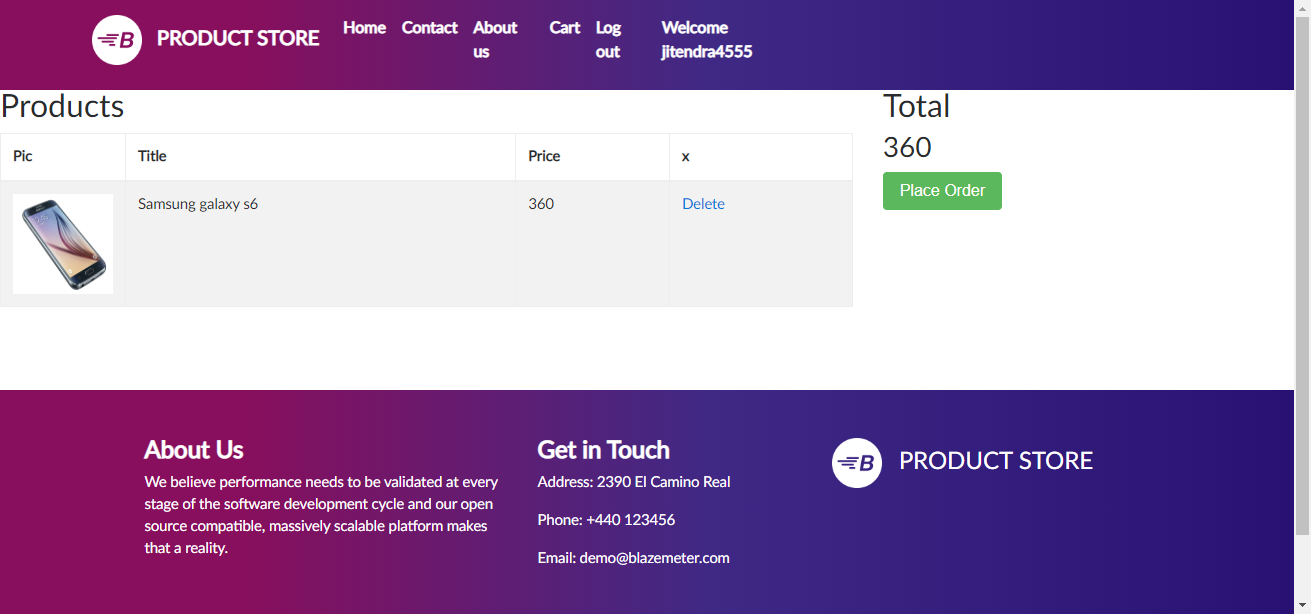 B PRODUCT STORE Home Contact About us Cart Log out Welcome jitendra4555
Products
Pic Title Price x
Samsung galaxy s6 360 Delete
Total
360
Place Order
About Us
We believe performance needs to be validated at every
stage of the software development cycle and our open
source compatible, massively scalable platform makes
that a reality.
Get in Touch
Address: 2390 El Camino Real
Phone: +440 123456
Email: demo@blazemeter.com
B PRODUCT STORE